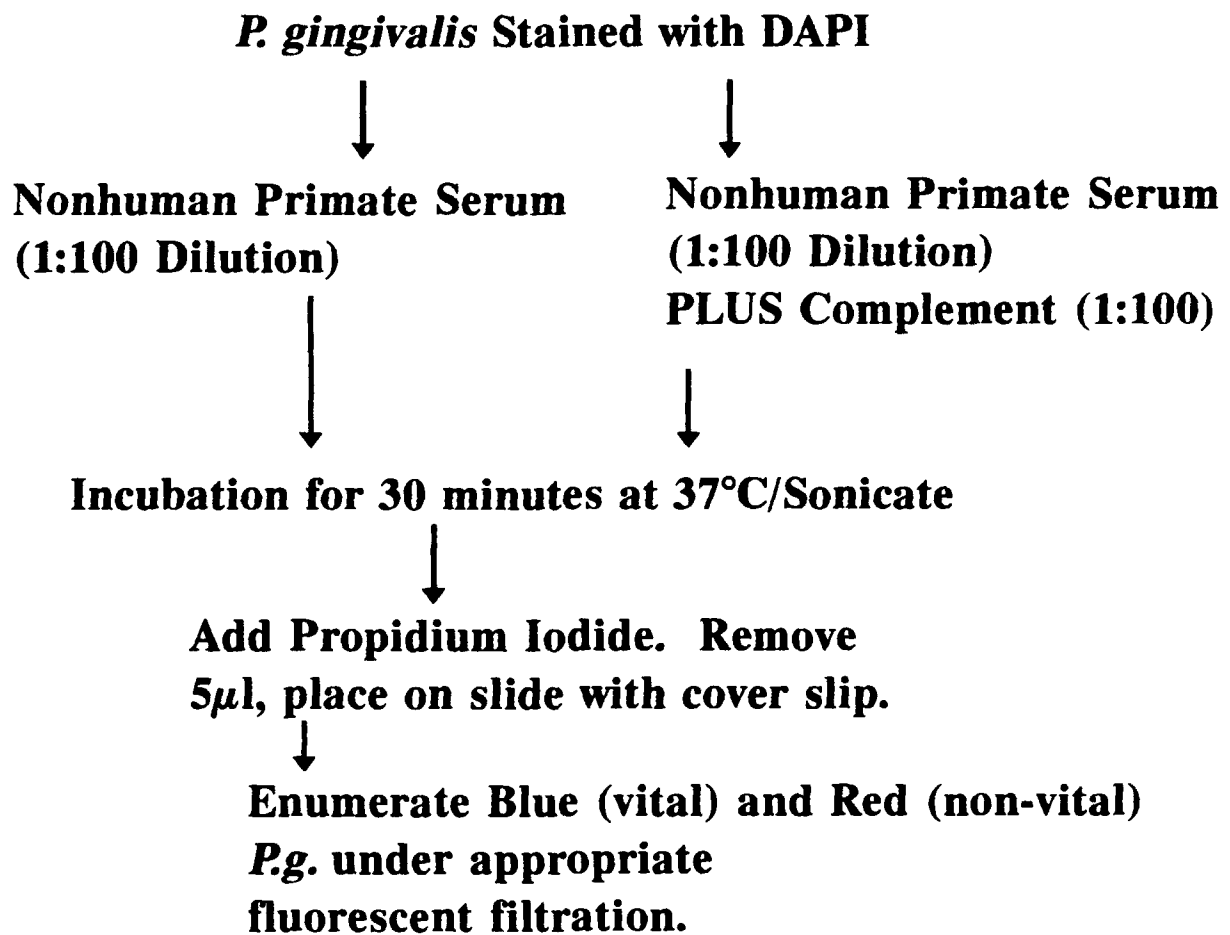 P. gingivalis Stained with DAPI
Nonhuman Primate Serum
(1:100 Dilution)
Nonhuman Primate Serum
(1:100 Dilution)
PLUS Complement (1:100)
Incubation for 30 minutes at 37°C/Sonicate
Add Propidium Iodide. Remove
5μl, place on slide with cover slip.
Enumerate Blue (vital) and Red (non-vital)
P.g. under appropriate
fluorescent filtration.